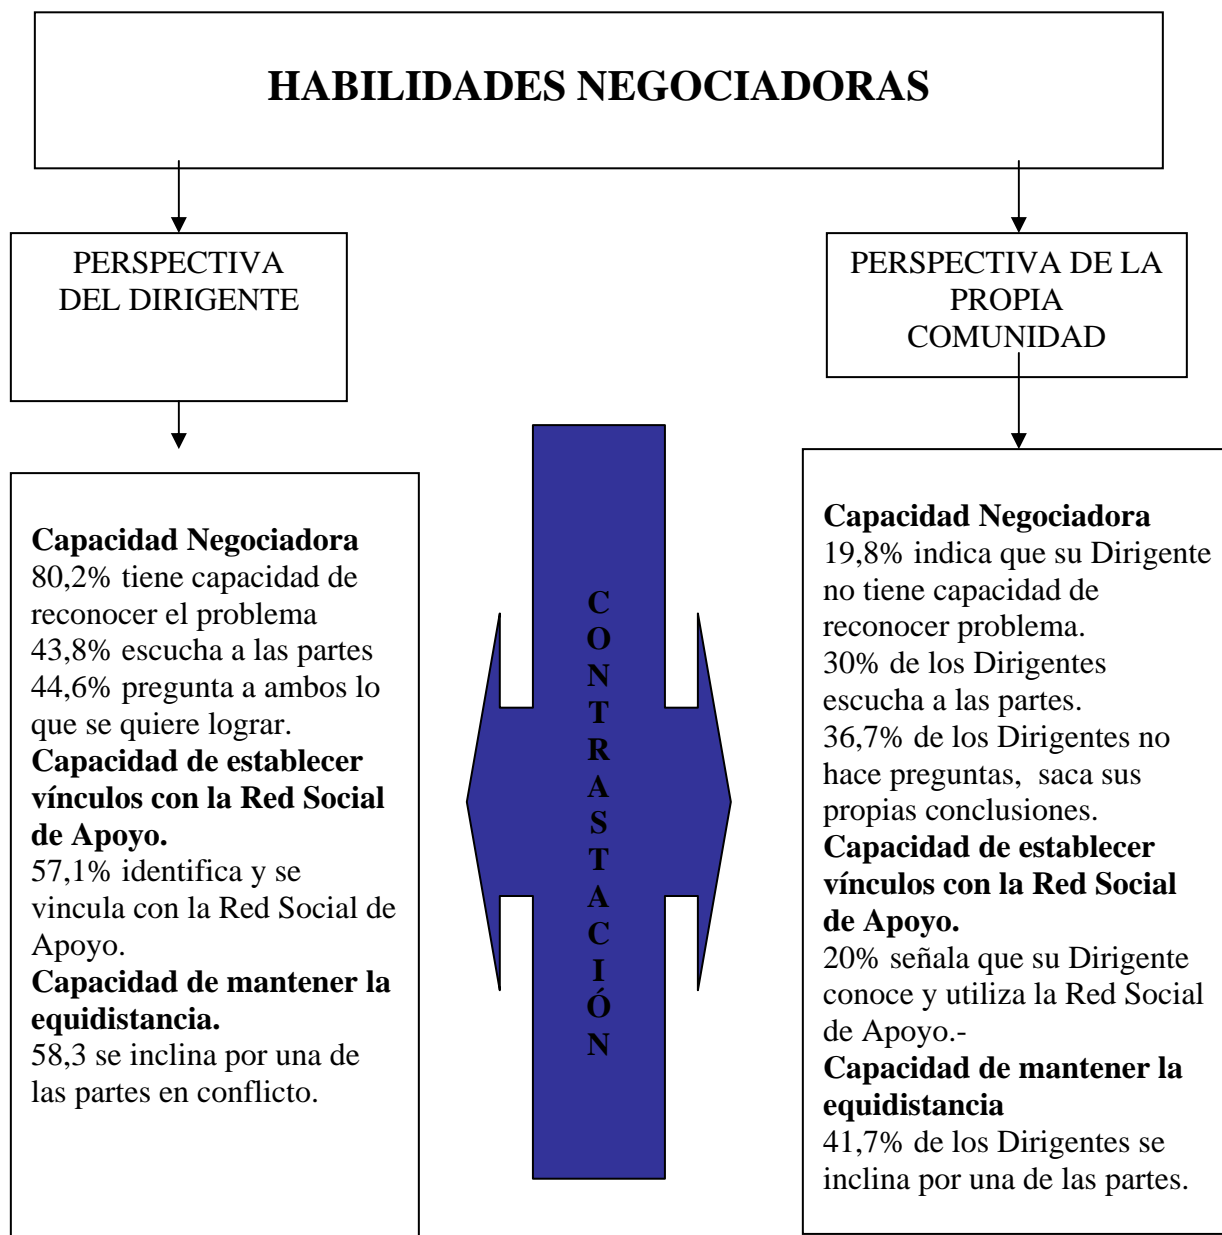 HABILIDADES NEGOCIADORAS
PERSPECTIVA
DEL DIRIGENTE
PERSPECTIVA DE LA
PROPIA
COMUNIDAD
Capacidad Negociadora
80,2% tiene capacidad de
reconocer el problema
43,8% escucha a las partes
44,6% pregunta a ambos lo
que se quiere lograr.
Capacidad de establecer
vínculos con la Red Social
de Apoyo.
57,1% identifica y se
vincula con la Red Social de
Apoyo.
Capacidad de mantener la
equidistancia.
58,3 se inclina por una de
las partes en conflicto.
C
O
N
T
R
A
S
T
A
C
I
Ó
N
Capacidad Negociadora
19,8% indica que su Dirigente
no tiene capacidad de
reconocer problema.
30% de los Dirigentes
escucha a las partes.
36,7% de los Dirigentes no
hace preguntas,  saca sus
propias conclusiones.
Capacidad de establecer
vínculos con la Red Social
de Apoyo.
20% señala que su Dirigente
conoce y utiliza la Red Social
de Apoyo.-
Capacidad de mantener la
equidistancia
41,7% de los Dirigentes se
inclina por una de las partes.